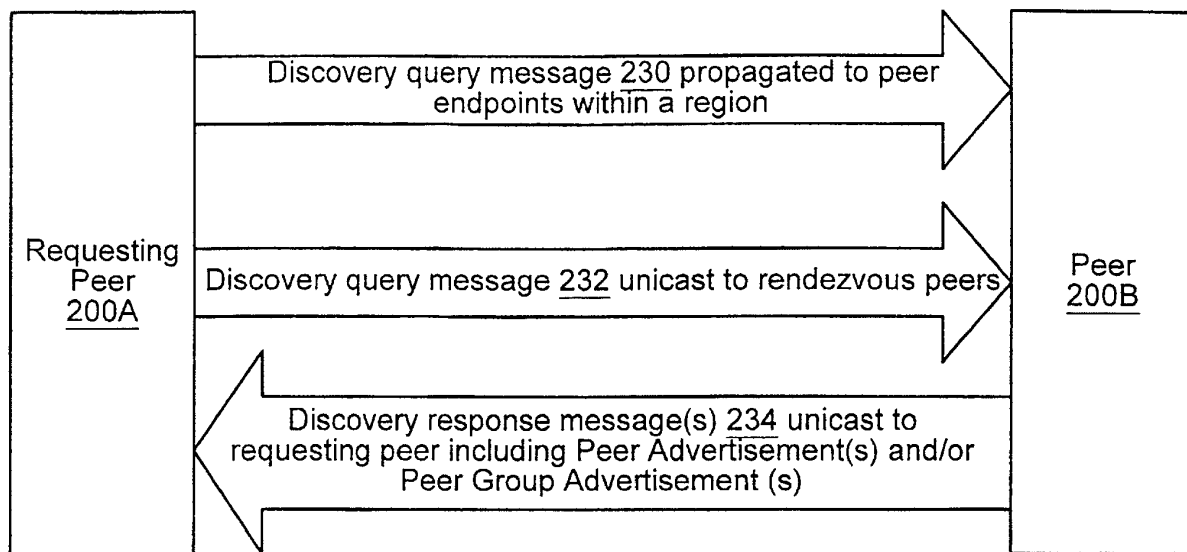 Discovery query message 230 propagated to peer
endpoints within a region
Requesting
Peer
200A
Discovery query message 232 unicast to rendezvous peers
Peer
200B
Discovery response message(s) 234 unicast to
requesting peer including Peer Advertisement(s) and/or
Peer Group Advertisement (s)